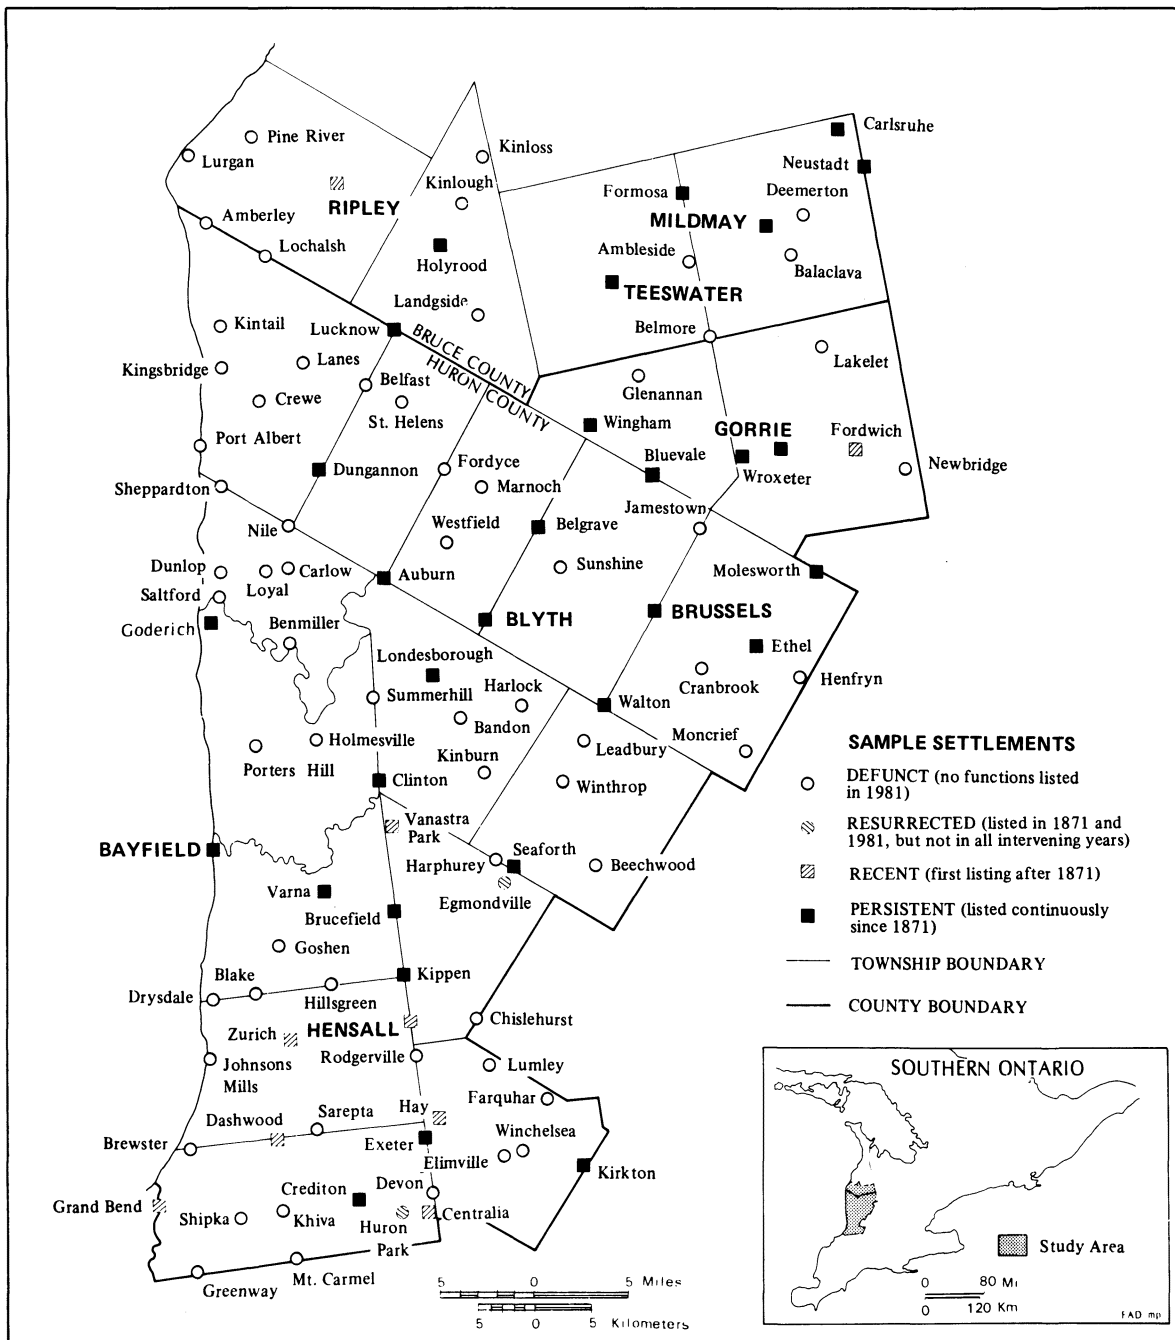 Carlsruhe
Pine River
Kinloss
Lurgan
Neustadt
Kinlough
Formosa
Deemerton
RIPLEY
MILDMAY
Amberley
Ambleside
Lochalsh
Holyrood
Balaclava
TEESWATER
Landgside
Kintail
Lucknow
Belmore
BRUCE COUNTY
HURON COUNTY
Lakelet
Kingsbridge
Lanes
Belfast
Glenannan
Crewe
St. Helens
Wingham
GORRIE
Fordwich
Port Albert
Bluevale
Dungannon
Fordyce
Newbridge
Wroxeter
Sheppardton
Marnoch
Jamestown
Nile
Westfield
Belgrave
Dunlop
Carlow
Sunshine
Molesworth
Loyal
Auburn
Saltford
BRUSSELS
BLYTH
Goderich
Benmiller
Ethel
Londesborough
Summerhill
Harlock
Cranbrook
Henfryn
Walton
Bandon
Moncrief
Holmesville
Leadbury
Kinburn
Porters Hill
Clinton
Winthrop
Vanastra
Park
BAYFIELD
Seaforth
Harphurey
Beechwood
Varna
Egmondville
Brucefield
Goshen
Blake
Kippen
Drysdale
Hillsgreen
Chislehurst
Zurich
HENSALL
Rodgerville
Johnsons
Mills
Lumley
Farquhar
Hay
Dashwood
Sarepta
Winchelsea
Brewster
Exeter
Elimville
Kirkton
Devon
Crediton
Grand Bend
Shipka
Khiva
Huron
Park
Centralia
Mt. Carmel
Greenway
5 0 5 Miles
5 0 5 Kilometers
SAMPLE SETTLEMENTS
DEFUNCT (no functions listed
in 1981)
RESURRECTED (listed in 1871 and
1981, but not in all intervening years)
RECENT (first listing after 1871)
PERSISTENT (listed continuously
since 1871)
TOWNSHIP BOUNDARY
COUNTY BOUNDARY
SOUTHERN ONTARIO
Study Area
0 80 Mi
0 120 Km
FAD mp